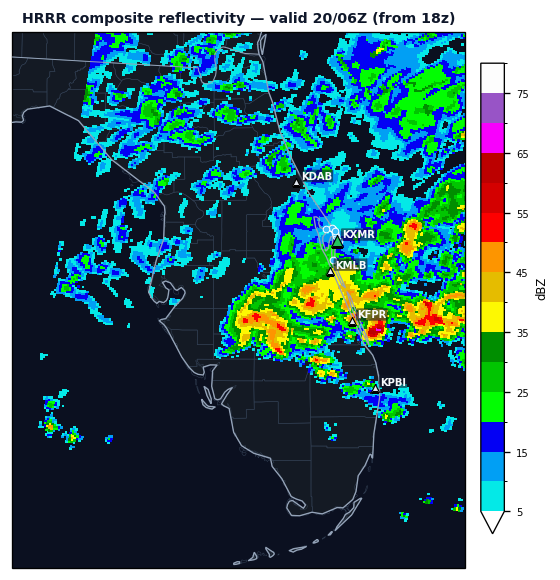 HRRR composite reflectivity — valid 20/06Z (from 18z)
KDAB
KXMR
KMLB
KFPR
KPBI
75
65
55
45
35
25
15
5
dBZ